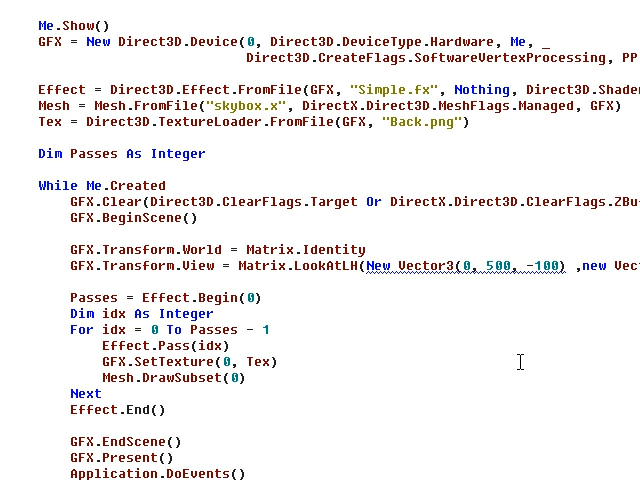 Me.Show()
GFX = New Direct3D.Device(0, Direct3D.DeviceType.Hardware, Me, _
Direct3D.CreateFlags.SoftwareVertexProcessing, PP
Effect = Direct3D.Effect.FromFile(GFX, "Simple.fx", Nothing, Direct3D.Shade
Mesh = Mesh.FromFile("skybox.x", DirectX.Direct3D.MeshFlags.Managed, GFX)
Tex = Direct3D.TextureLoader.FromFile(GFX, "Back.png")
Dim Passes As Integer
While Me.Created
GFX.Clear(Direct3D.ClearFlags.Target Or DirectX.Direct3D.ClearFlags.ZBu
GFX.BeginScene()
GFX.Transform.World = Matrix.Identity
GFX.Transform.View = Matrix.LookAtLH(New Vector3(0, 500, -100) ,new Vect
Passes = Effect.Begin(0)
Dim idx As Integer
For idx = 0 To Passes - 1
Effect.Pass(idx)
GFX.SetTexture(0, Tex)
Mesh.DrawSubset(0)
Next
Effect.End()
GFX.EndScene()
GFX.Present()
Application.DoEvents()